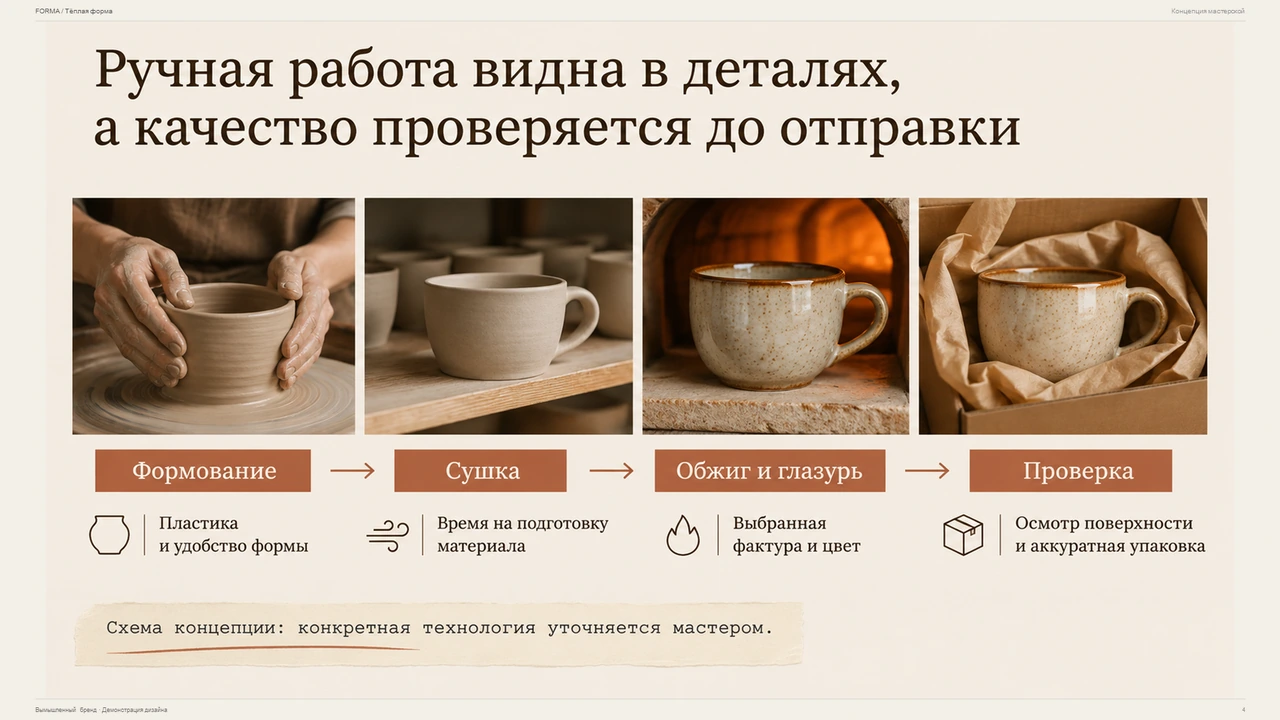 FORMA / Тёплая форма
Концепция мастерской
Ручная работа видна в деталях,
а качество проверяется до отправки
Формование
Сушка
Обжиг и глазурь
Проверка
Пластика
и удобство формы
Время на подготовку
материала
Выбранная
фактура и цвет
Осмотр поверхности
и аккуратная упаковка
Схема концепции: конкретная технология уточняется мастером.
Вымышленный бренд · Демонстрация дизайна
4